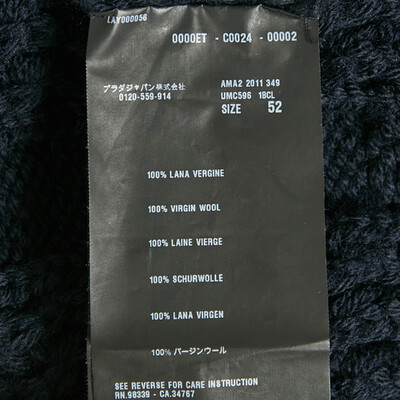 LAY000056
0000ET - C0024 - 00002
プラダジャパン株式会社
0120-559-914
AMA2 2011 349
UMC596 1BCL
SIZE 52
100% LANA VERGINE
100% VIRGIN WOOL
100% LAINE VIERGE
100% SCHURWOLLE
100% LANA VIRGEN
100% バージンウール
SEE REVERSE FOR CARE INSTRUCTION
RN.98339 - CA.34767